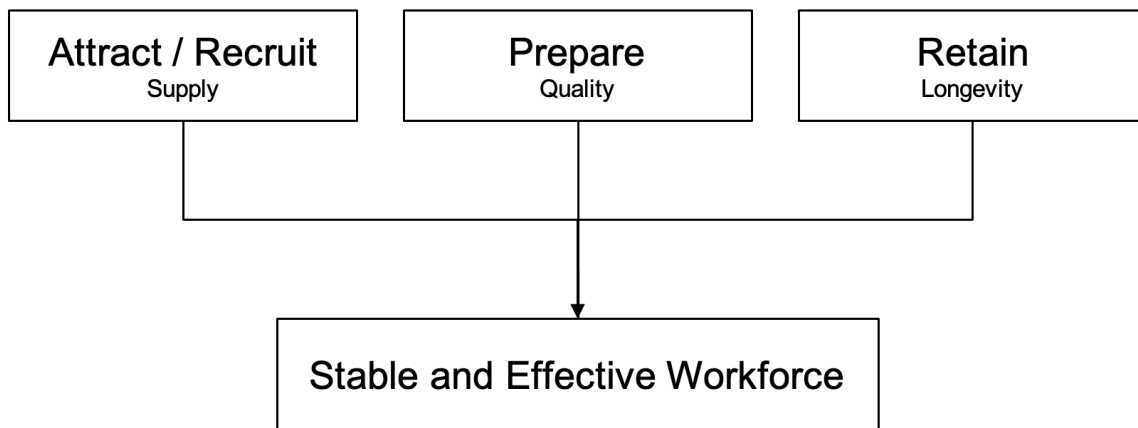 Attract / Recruit
Supply
Prepare
Quality
Retain
Longevity
Stable and Effective Workforce